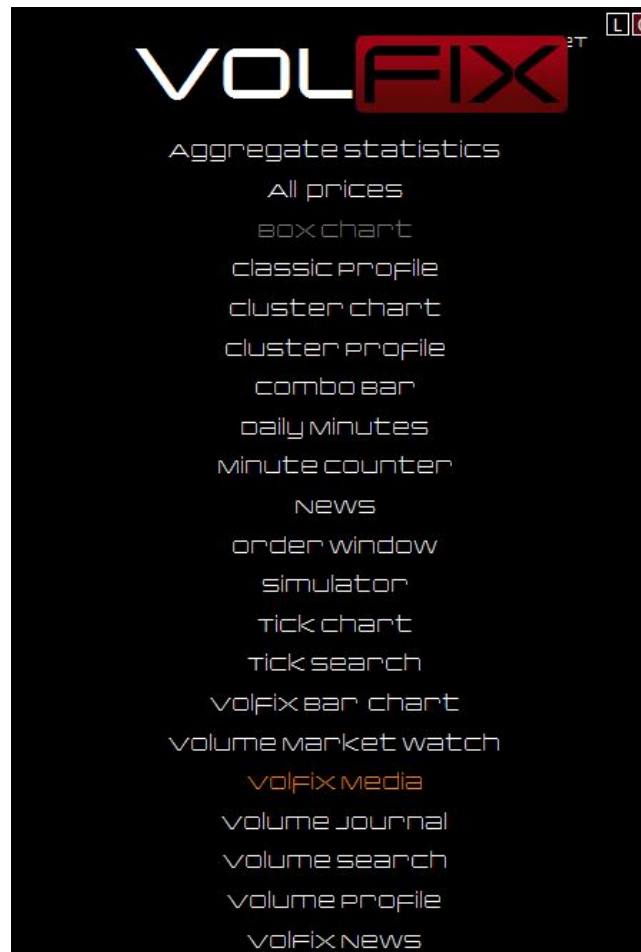 L
VOLFIX
ET
Aggregate statistics
All prices
Box chart
Classic Profile
Cluster chart
Cluster Profile
Combo Bar
Daily Minutes
Minute counter
News
Order window
Simulator
Tick chart
Tick search
Volfix Bar chart
Volume Market watch
Volfix Media
Volume Journal
Volume search
Volume Profile
Volfix News